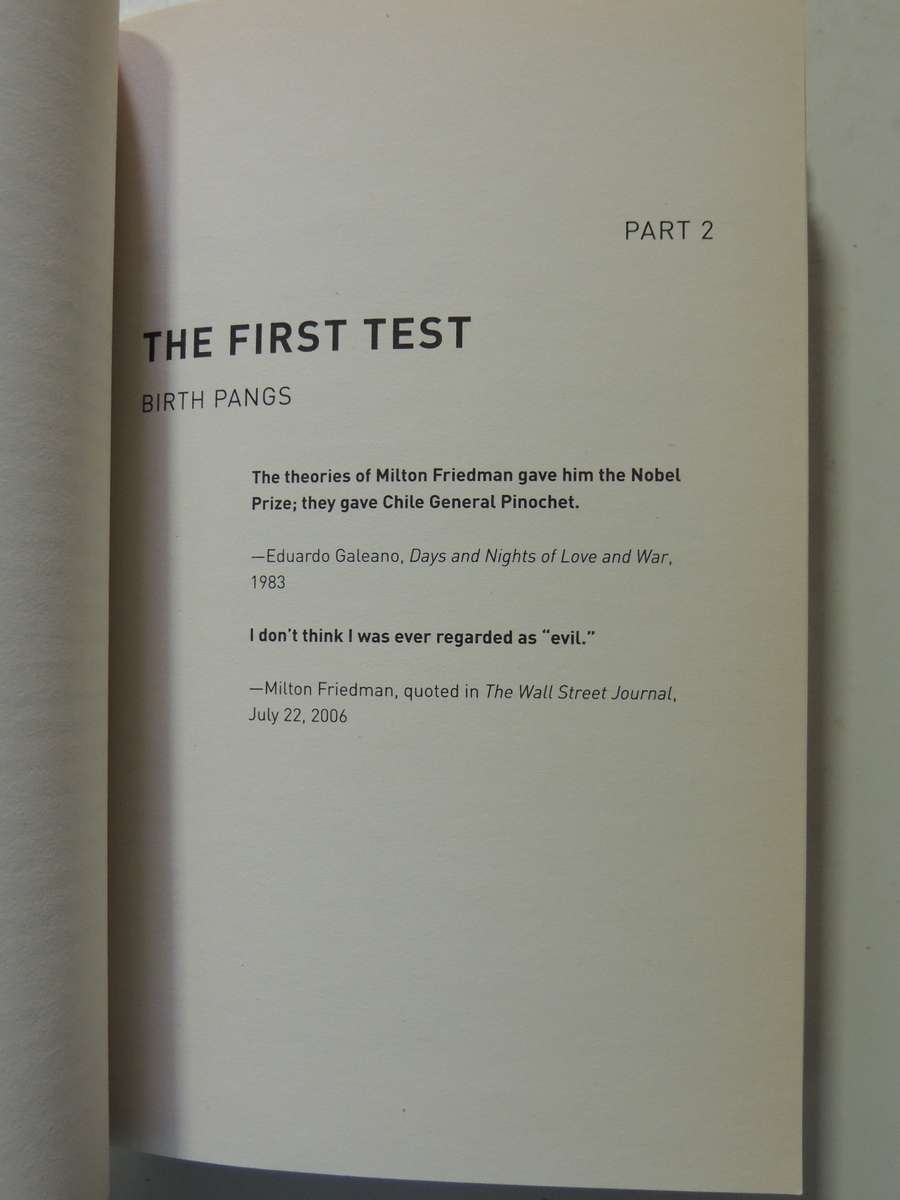 PART 2
THE FIRST TEST
BIRTH PANGS
The theories of Milton Friedman gave him the Nobel
Prize; they gave Chile General Pinochet.
—Eduardo Galeano, Days and Nights of Love and War,
1983
I don't think I was ever regarded as “evil.”
—Milton Friedman, quoted in The Wall Street Journal,
July 22, 2006